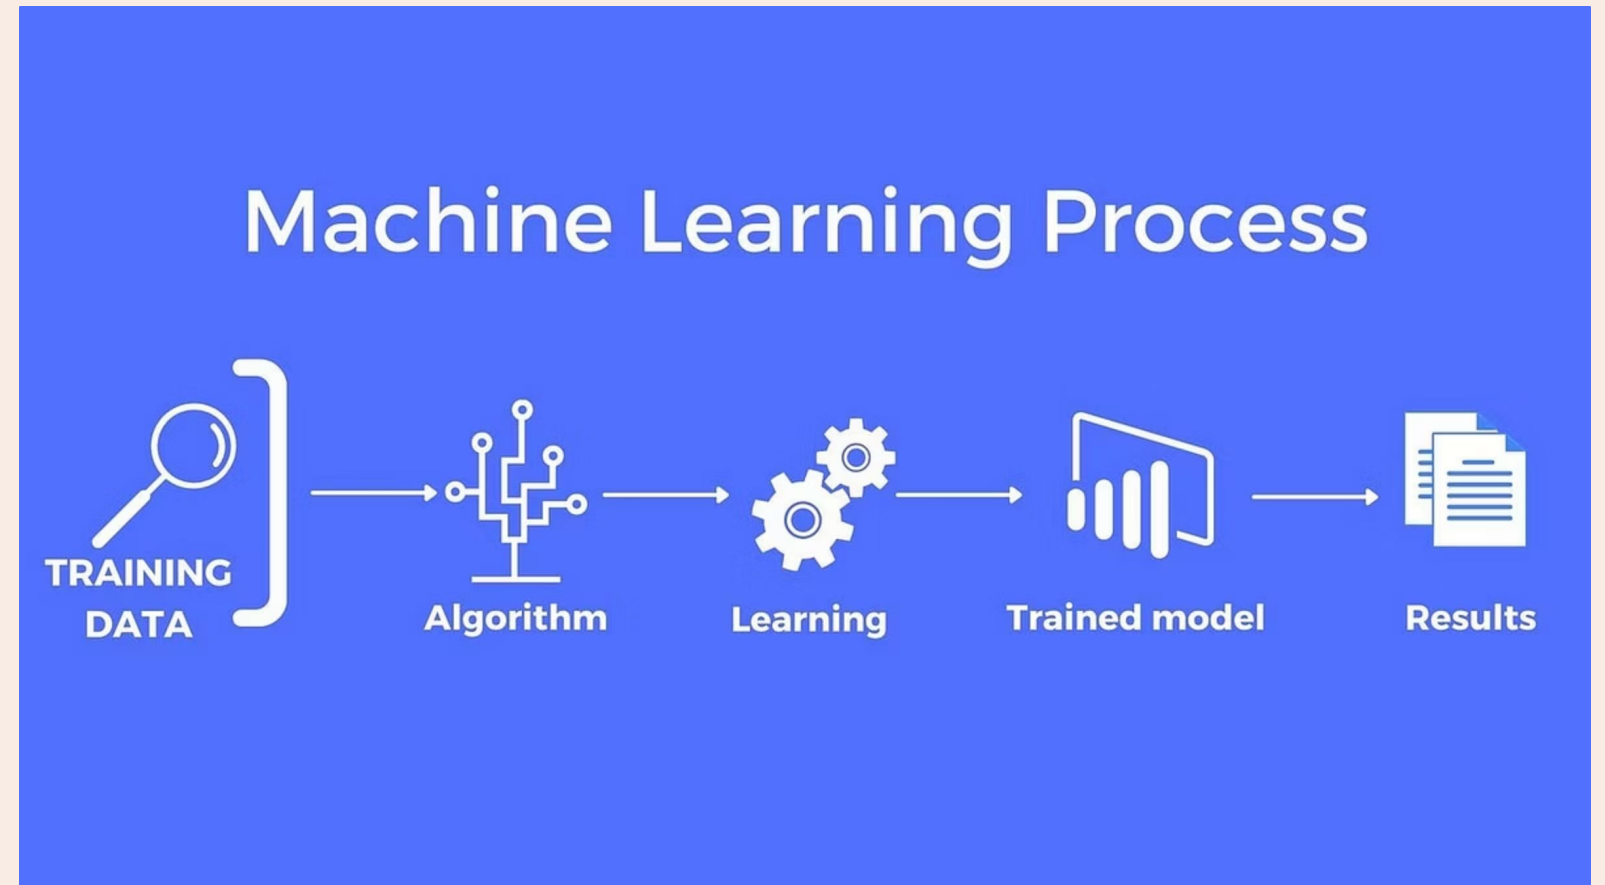 Machine Learning Process
TRAINING
DATA
Algorithm
Learning
Trained model
Results